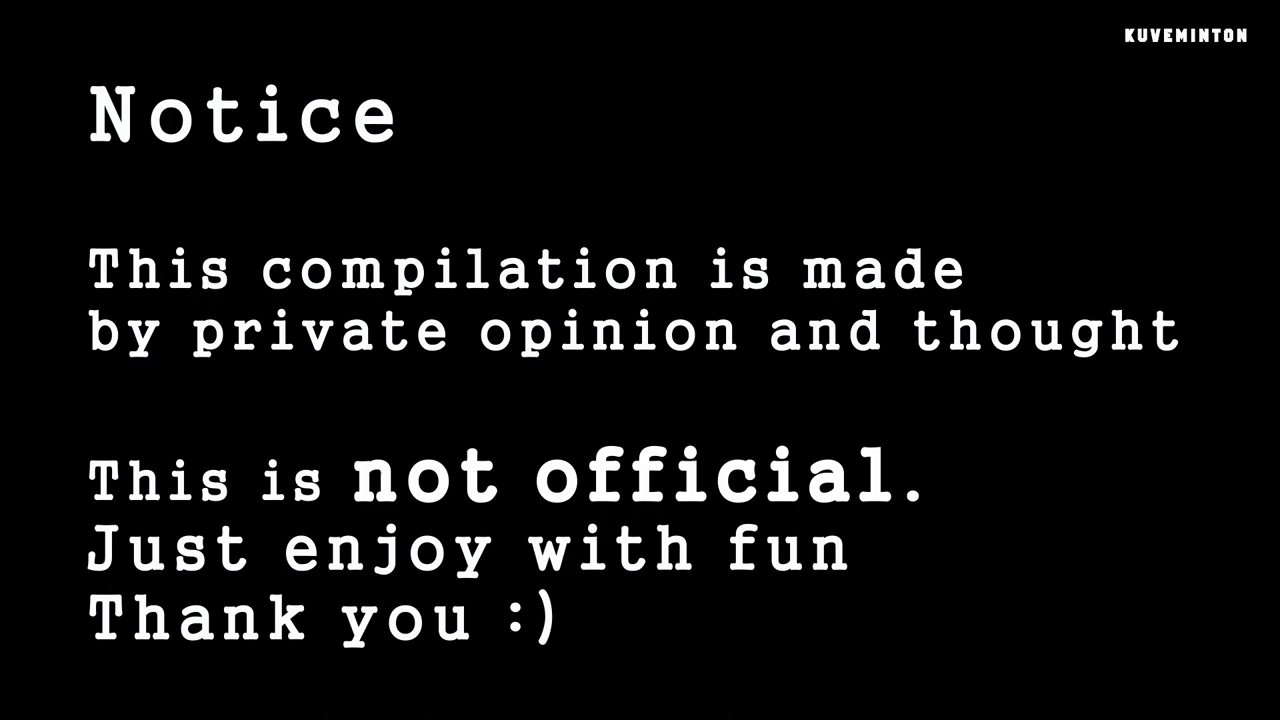 KUVEMINTON
Notice
This compilation is made
by private opinion and thought
This is not official.
Just enjoy with fun
Thank you :)